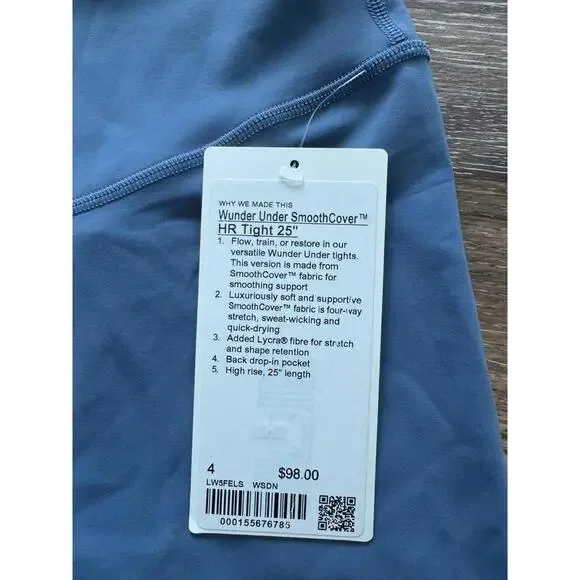 WHY WE MADE THIS
Wunder Under SmoothCover™
HR Tight 25"
1. Flow, train, or restore in our
versatile Wunder Under tights.
This version is made from
SmoothCover™ fabric for
smoothing support
2. Luxuriously soft and supportive
SmoothCover™ fabric is four-way
stretch, sweat-wicking and
quick-drying
3. Added Lycra® fibre for stretch
and shape retention
4. Back drop-in pocket
5. High rise, 25" length
4 $98.00
LW5FELS WSDN
000155676785